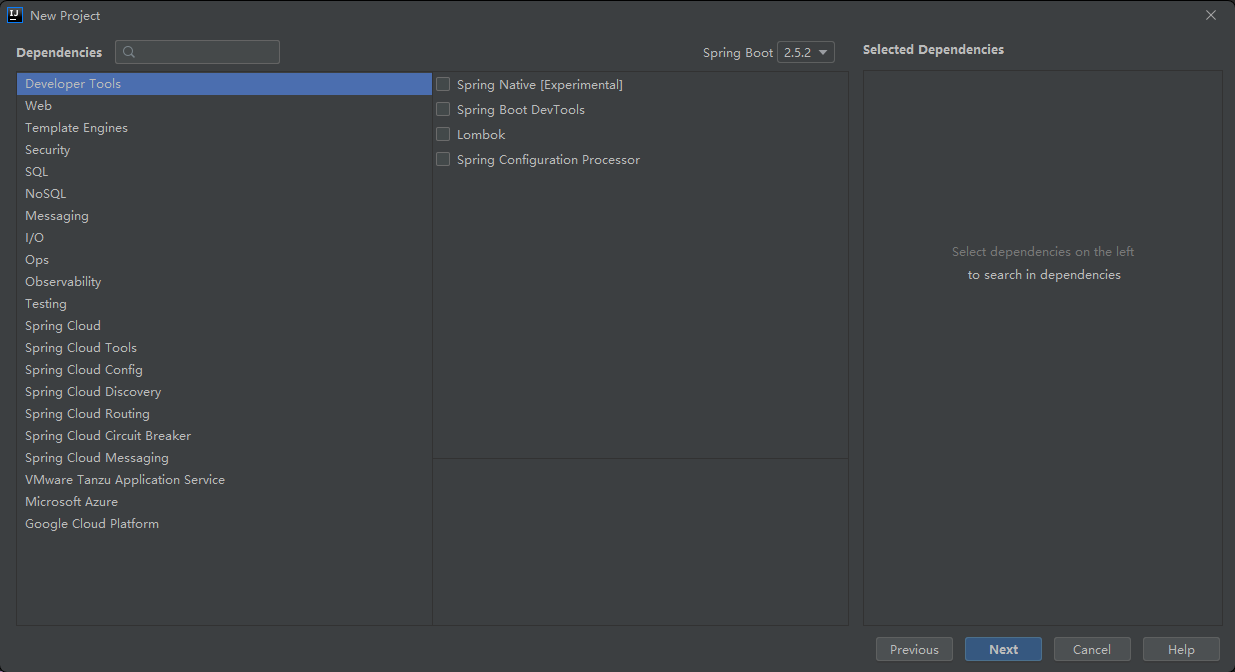 New Project
Dependencies
Spring Boot 2.5.2
Selected Dependencies
Developer Tools
Web
Template Engines
Security
SQL
NoSQL
Messaging
I/O
Ops
Observability
Testing
Spring Cloud
Spring Cloud Tools
Spring Cloud Config
Spring Cloud Discovery
Spring Cloud Routing
Spring Cloud Circuit Breaker
Spring Cloud Messaging
VMware Tanzu Application Service
Microsoft Azure
Google Cloud Platform
Spring Native [Experimental]
Spring Boot DevTools
Lombok
Spring Configuration Processor
Select dependencies on the left
to search in dependencies
Previous
Next
Cancel
Help